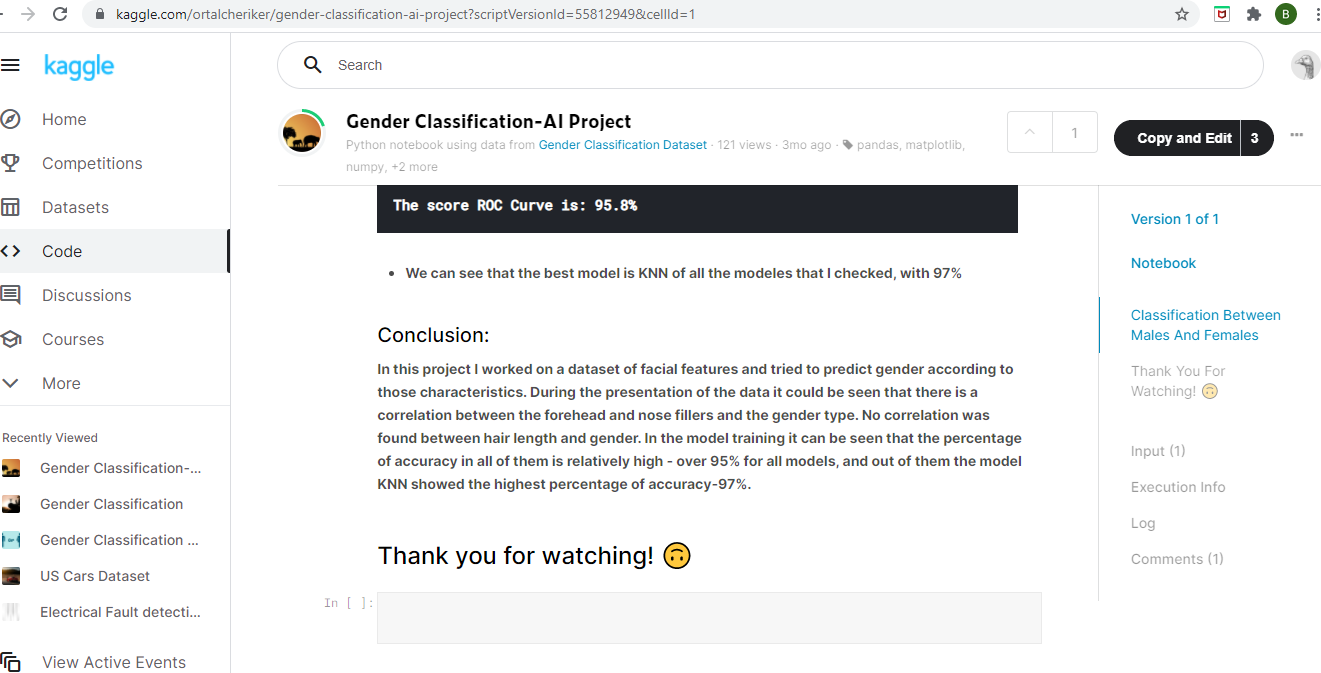 kaggle.com/ortalcheriker/gender-classification-ai-project?scriptVersionId=55812949&cellId=1
B
kaggle
Search
Home
Competitions
Datasets
Code
Discussions
Courses
More
Recently Viewed
Gender Classification-...
Gender Classification
Gender Classification ...
US Cars Dataset
Electrical Fault detecti...
View Active Events
Gender Classification-AI Project
Python notebook using data from Gender Classification Dataset · 121 views · 3mo ago · pandas, matplotlib,
numpy, +2 more
1
Copy and Edit 3
The score ROC Curve is: 95.8%
• We can see that the best model is KNN of all the modeles that I checked, with 97%
Conclusion:
In this project I worked on a dataset of facial features and tried to predict gender according to
those characteristics. During the presentation of the data it could be seen that there is a
correlation between the forehead and nose fillers and the gender type. No correlation was
found between hair length and gender. In the model training it can be seen that the percentage
of accuracy in all of them is relatively high - over 95% for all models, and out of them the model
KNN showed the highest percentage of accuracy-97%.
Thank you for watching! 🙃
In [ ]:
Version 1 of 1
Notebook
Classification Between
Males And Females
Thank You For
Watching! 🙃
Input (1)
Execution Info
Log
Comments (1)